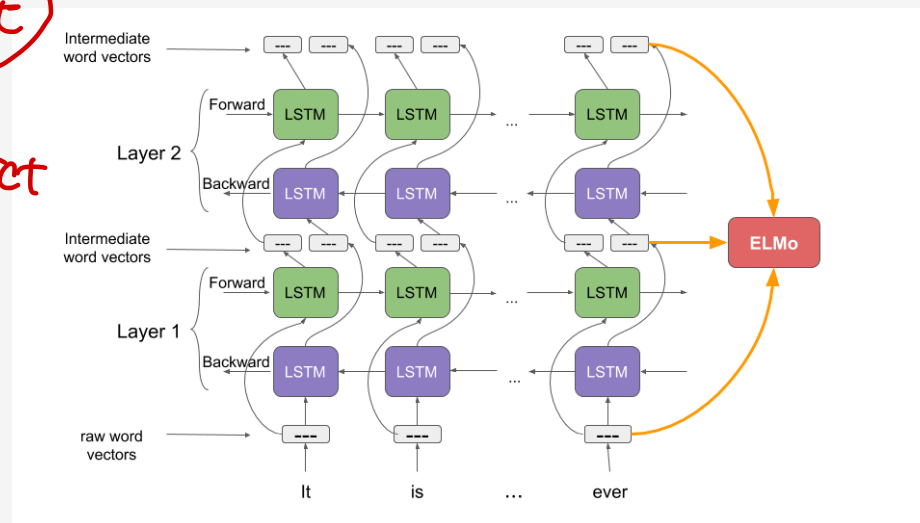 t
Intermediate
word vectors
--- --- --- --- --- ---
Forward
LSTM LSTM ... LSTM
Layer 2
ct
Backward
LSTM LSTM ... LSTM
Intermediate
word vectors
--- --- --- --- --- ---
ELMo
Forward
LSTM LSTM ... LSTM
Layer 1
Backward
LSTM LSTM ... LSTM
raw word
vectors
--- --- ---
It is ... ever